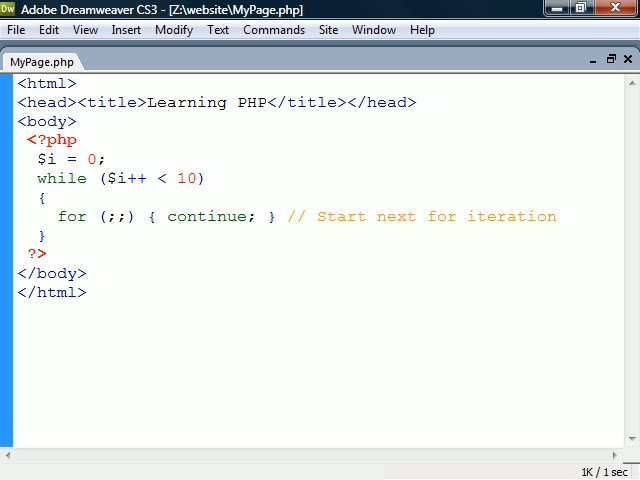 Dw Adobe Dreamweaver CS3 - [Z:\website\MyPage.php]
File Edit View Insert Modify Text Commands Site Window Help
MyPage.php
<html>
<head><title>Learning PHP</title></head>
<body>
<?php
$i = 0;
while ($i++ < 10)
{
for (;;) { continue; } // Start next for iteration
}
?>
</body>
</html>
1K / 1 sec